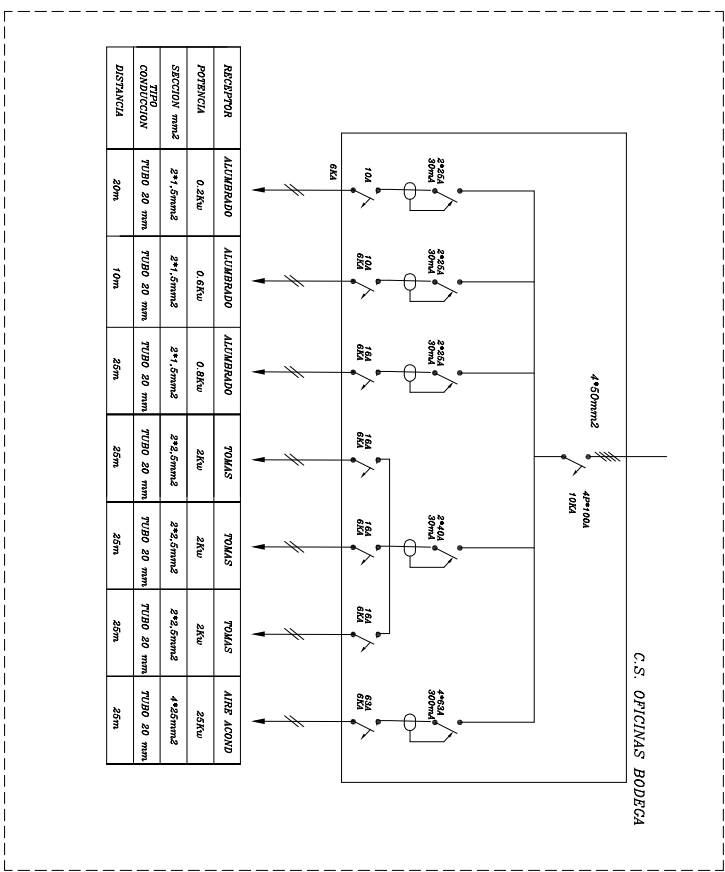 C.S. OFICINAS BODEGA
4*50mm2
4P*100A
10KA
2*25A
30mA
2*25A
30mA
2*25A
30mA
2*40A
30mA
4*63A
300mA
10A
6KA
10A
6KA
16A
6KA
16A
6KA
16A
6KA
16A
6KA
63A
6KA
RECEPTOR ALUMBRADO ALUMBRADO ALUMBRADO TOMAS TOMAS TOMAS AIRE ACOND
POTENCIA 0.2Kw 0.6Kw 0.8Kw 2Kw 2Kw 2Kw 25Kw
SECCION mm2 2*1,5mm2 2*1,5mm2 2*1,5mm2 2*2,5mm2 2*2,5mm2 2*2,5mm2 4*25mm2
TIPO
CONDUCCION TUBO 20 mm TUBO 20 mm TUBO 20 mm TUBO 20 mm TUBO 20 mm TUBO 20 mm TUBO 20 mm
DISTANCIA 20m 10m 25m 25m 25m 25m 25m